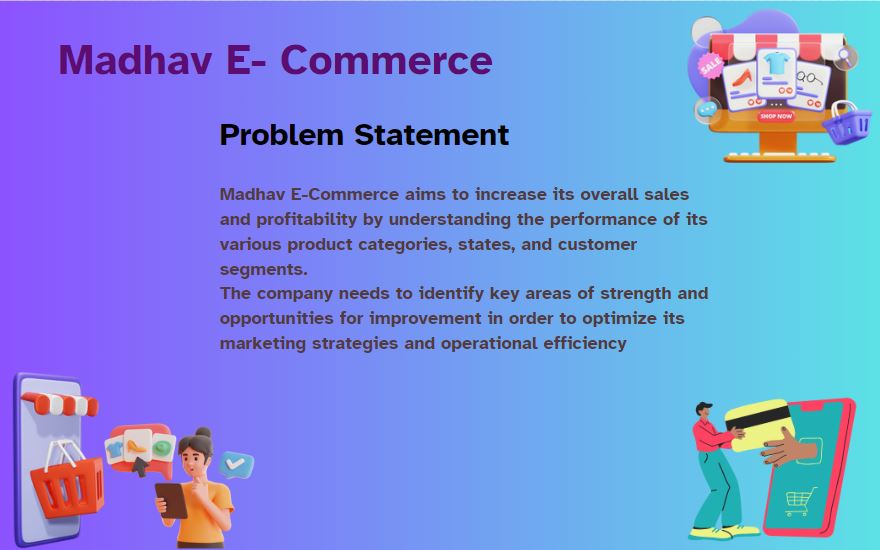 Madhav E- Commerce
SALE
SHOP NOW
Problem Statement
Madhav E-Commerce aims to increase its overall sales
and profitability by understanding the performance of its
various product categories, states, and customer
segments.
The company needs to identify key areas of strength and
opportunities for improvement in order to optimize its
marketing strategies and operational efficiency